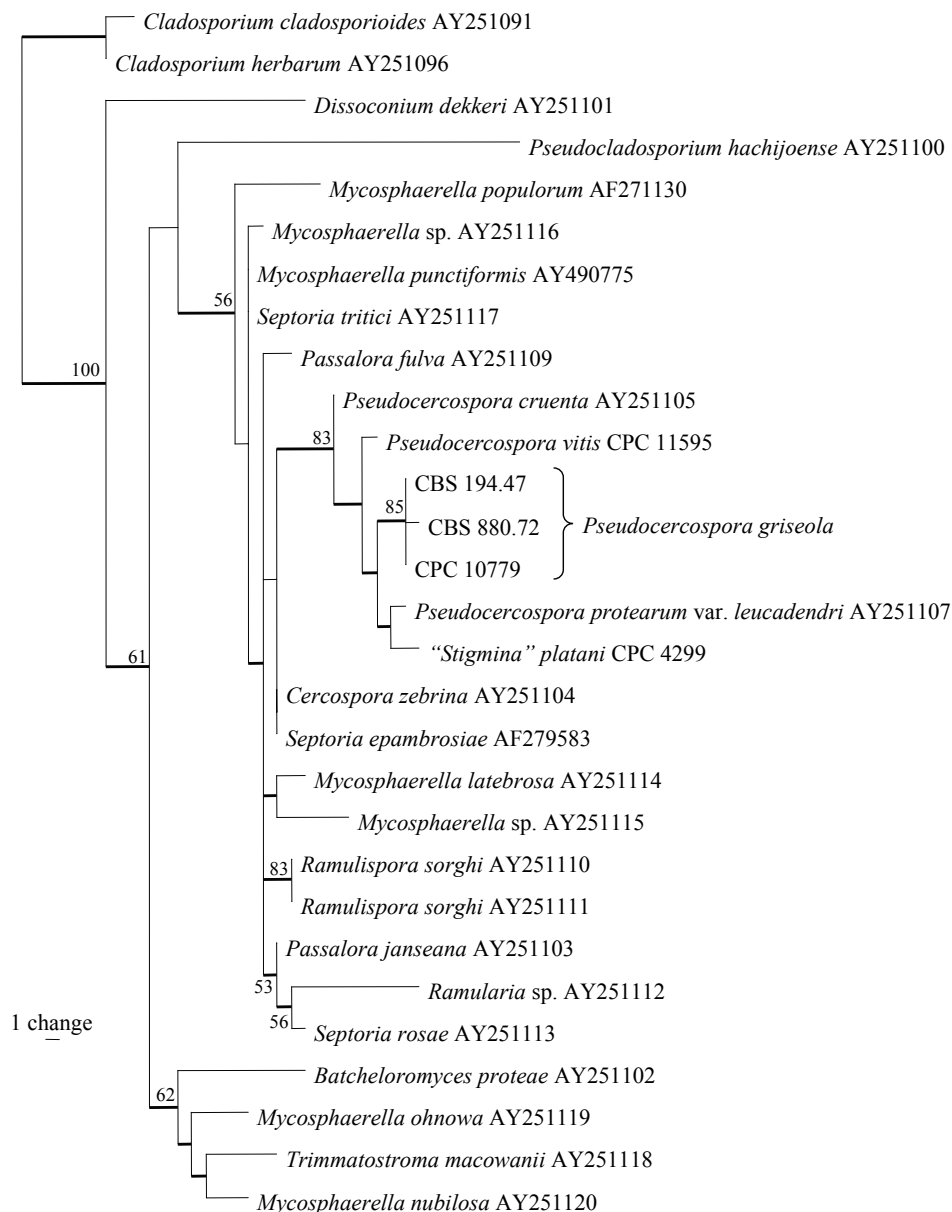 Cladosporium cladosporioides AY251091
Cladosporium herbarum AY251096
Dissoconium dekkeri AY251101
Pseudocladosporium hachijoense AY251100
Mycosphaerella populorum AF271130
Mycosphaerella sp. AY251116
Mycosphaerella punctiformis AY490775
56
Septoria tritici AY251117
Passalora fulva AY251109
100
Pseudocercospora cruenta AY251105
83
Pseudocercospora vitis CPC 11595
CBS 194.47
85
CBS 880.72
Pseudocercospora griseola
CPC 10779
Pseudocercospora protearum var. leucadendri AY251107
“Stigmina” platani CPC 4299
61
Cercospora zebrina AY251104
Septoria epambrosiae AF279583
Mycosphaerella latebrosa AY251114
Mycosphaerella sp. AY251115
83
Ramulispora sorghi AY251110
Ramulispora sorghi AY251111
Passalora janseana AY251103
53
Ramularia sp. AY251112
56
Septoria rosae AY251113
1 change
Batcheloromyces proteae AY251102
62
Mycosphaerella ohnowa AY251119
Trimmatostroma macowanii AY251118
Mycosphaerella nubilosa AY251120